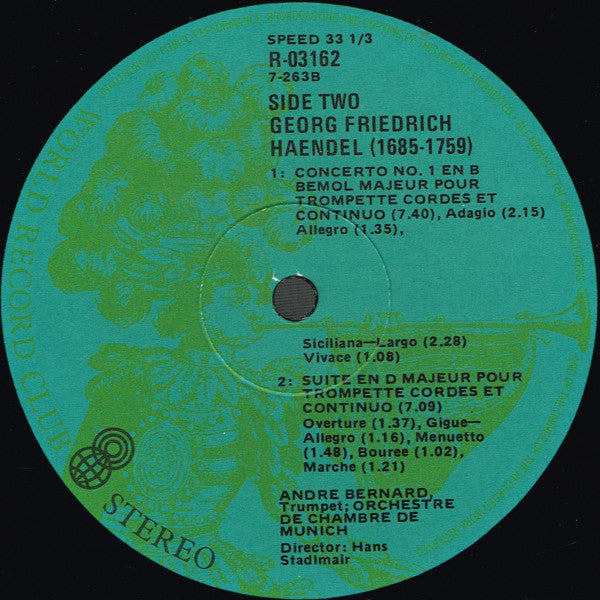 SPEED 33 1/3
R-03162
7-263B
SIDE TWO
GEORG FRIEDRICH
HAENDEL (1685-1759)
1: CONCERTO NO. 1 EN B
BEMOL MAJEUR POUR
TROMPETTE CORDES ET
CONTINUO (7.40), Adagio (2.15)
Allegro (1.35),
Siciliana—Largo (2.28)
Vivace (1.08)
2: SUITE EN D MAJEUR POUR
TROMPETTE CORDES ET
CONTINUO (7.09)
Overture (1.37), Gigue—
Allegro (1.16), Menuetto
(1.48), Bouree (1.02),
Marche (1.21)
ANDRE BERNARD,
Trumpet; ORCHESTRE
DE CHAMBRE DE
MUNICH
Director: Hans
Stadlmair
WORLD RECORD CLUB
STEREO